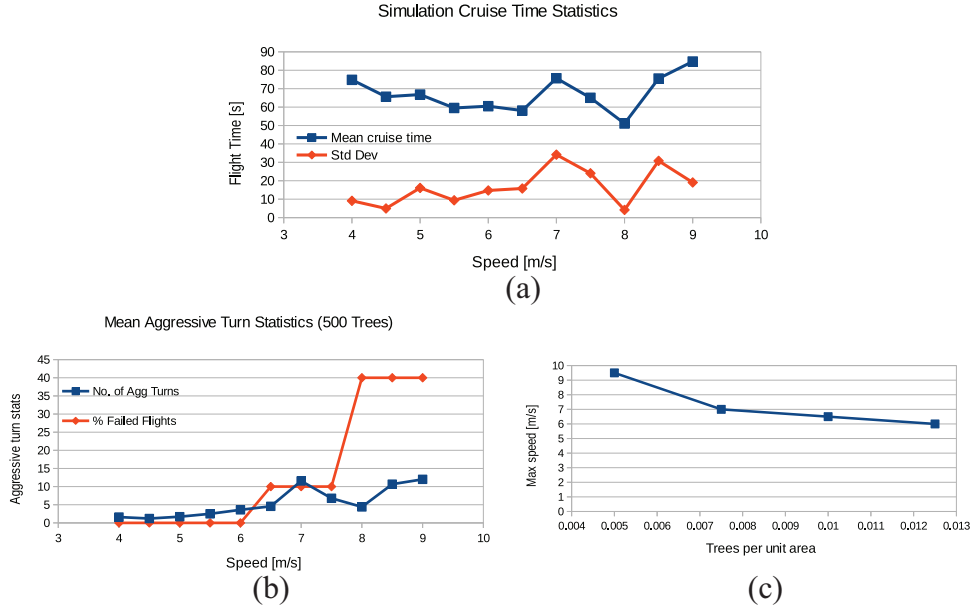 Simulation Cruise Time Statistics
90
80
70
60
50
40
30
20
10
0
Flight Time [s]
Mean cruise time
Std Dev
3 4 5 6 7 8 9 10
Speed [m/s]
(a)
Mean Aggressive Turn Statistics (500 Trees)
45
40
35
30
25
20
15
10
5
0
Aggressive turn stats
No. of Agg Turns
% Failed Flights
3 4 5 6 7 8 9 10
Speed [m/s]
(b)
10
9
8
7
6
5
4
3
2
1
0
Max speed [m/s]
0.004 0.005 0.006 0.007 0.008 0.009 0.01 0.011 0.012 0.013
Trees per unit area
(c)